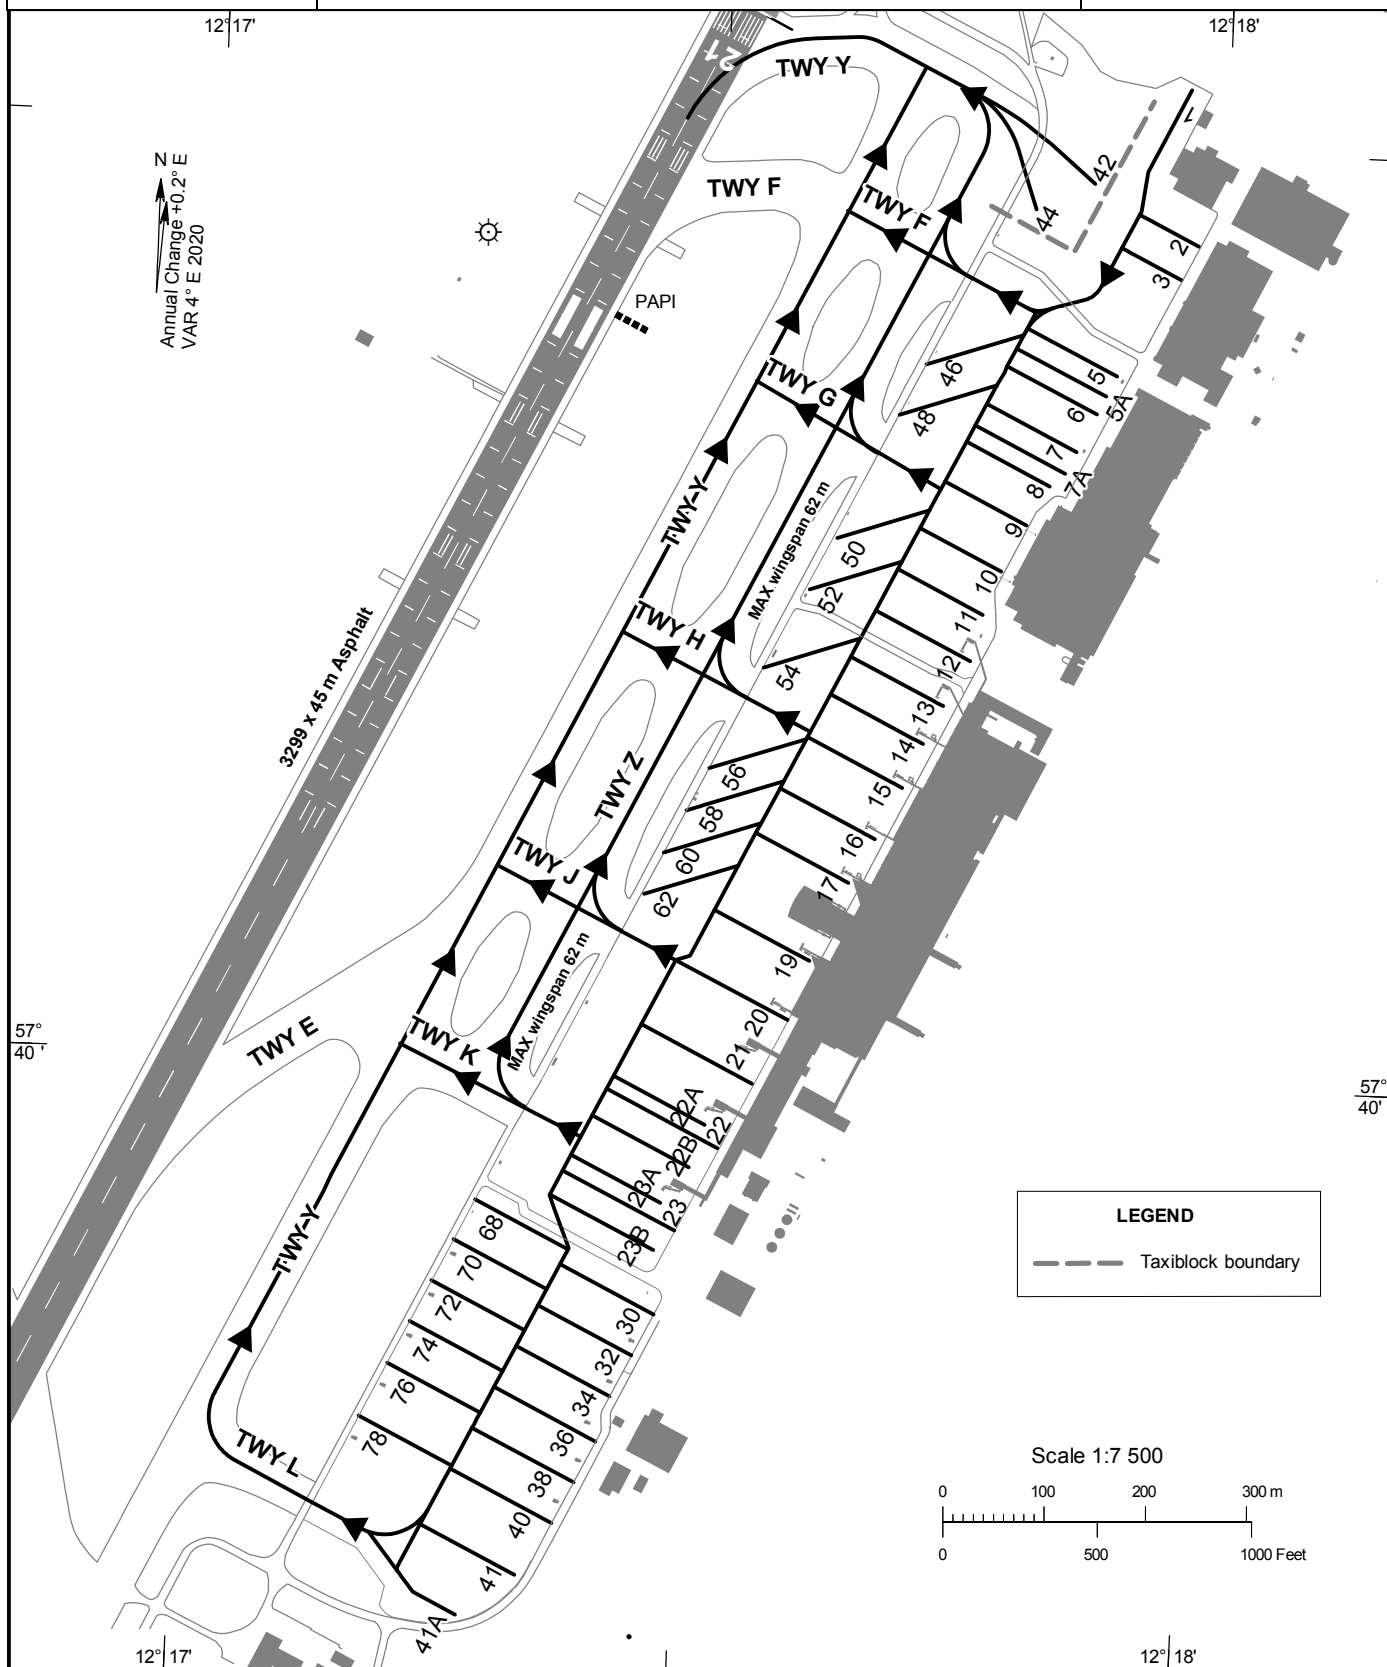 12°17'
12°18'
21
TWY Y
1
N
Annual Change +0.2° E
VAR 4° E 2020
TWY F
TWY F
42
44
2
3
PAPI
46
5
TWY G
48
6
5A
7
7A
8
TWY-Y
MAX wingspan 62 m
9
50
52
10
TWY H
11
3299 x 45 m Asphalt
54
12
13
14
TWY Z
56
15
58
16
TWY J
60
17
62
19
MAX wingspan 62 m
20
57°
40 '
TWY E
TWY K
21
57°
40'
22A
22
22B
23A
23
23B
TWY-Y
68
70
72
74
76
78
30
32
34
36
38
40
41
41A
TWY L
LEGEND
Taxiblock boundary
Scale 1:7 500
0 100 200 300 m
0 500 1000 Feet
12° 17'
12° 18'